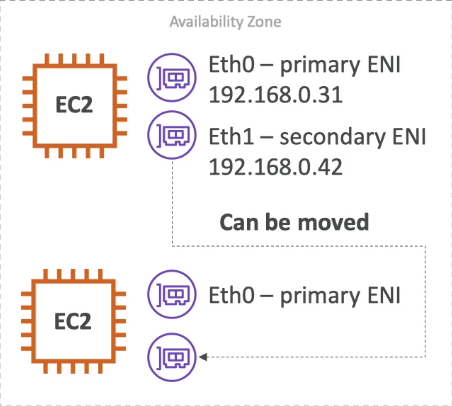 Availability Zone
EC2
Eth0 – primary ENI
192.168.0.31
Eth1 – secondary ENI
192.168.0.42
Can be moved
EC2
Eth0 – primary ENI